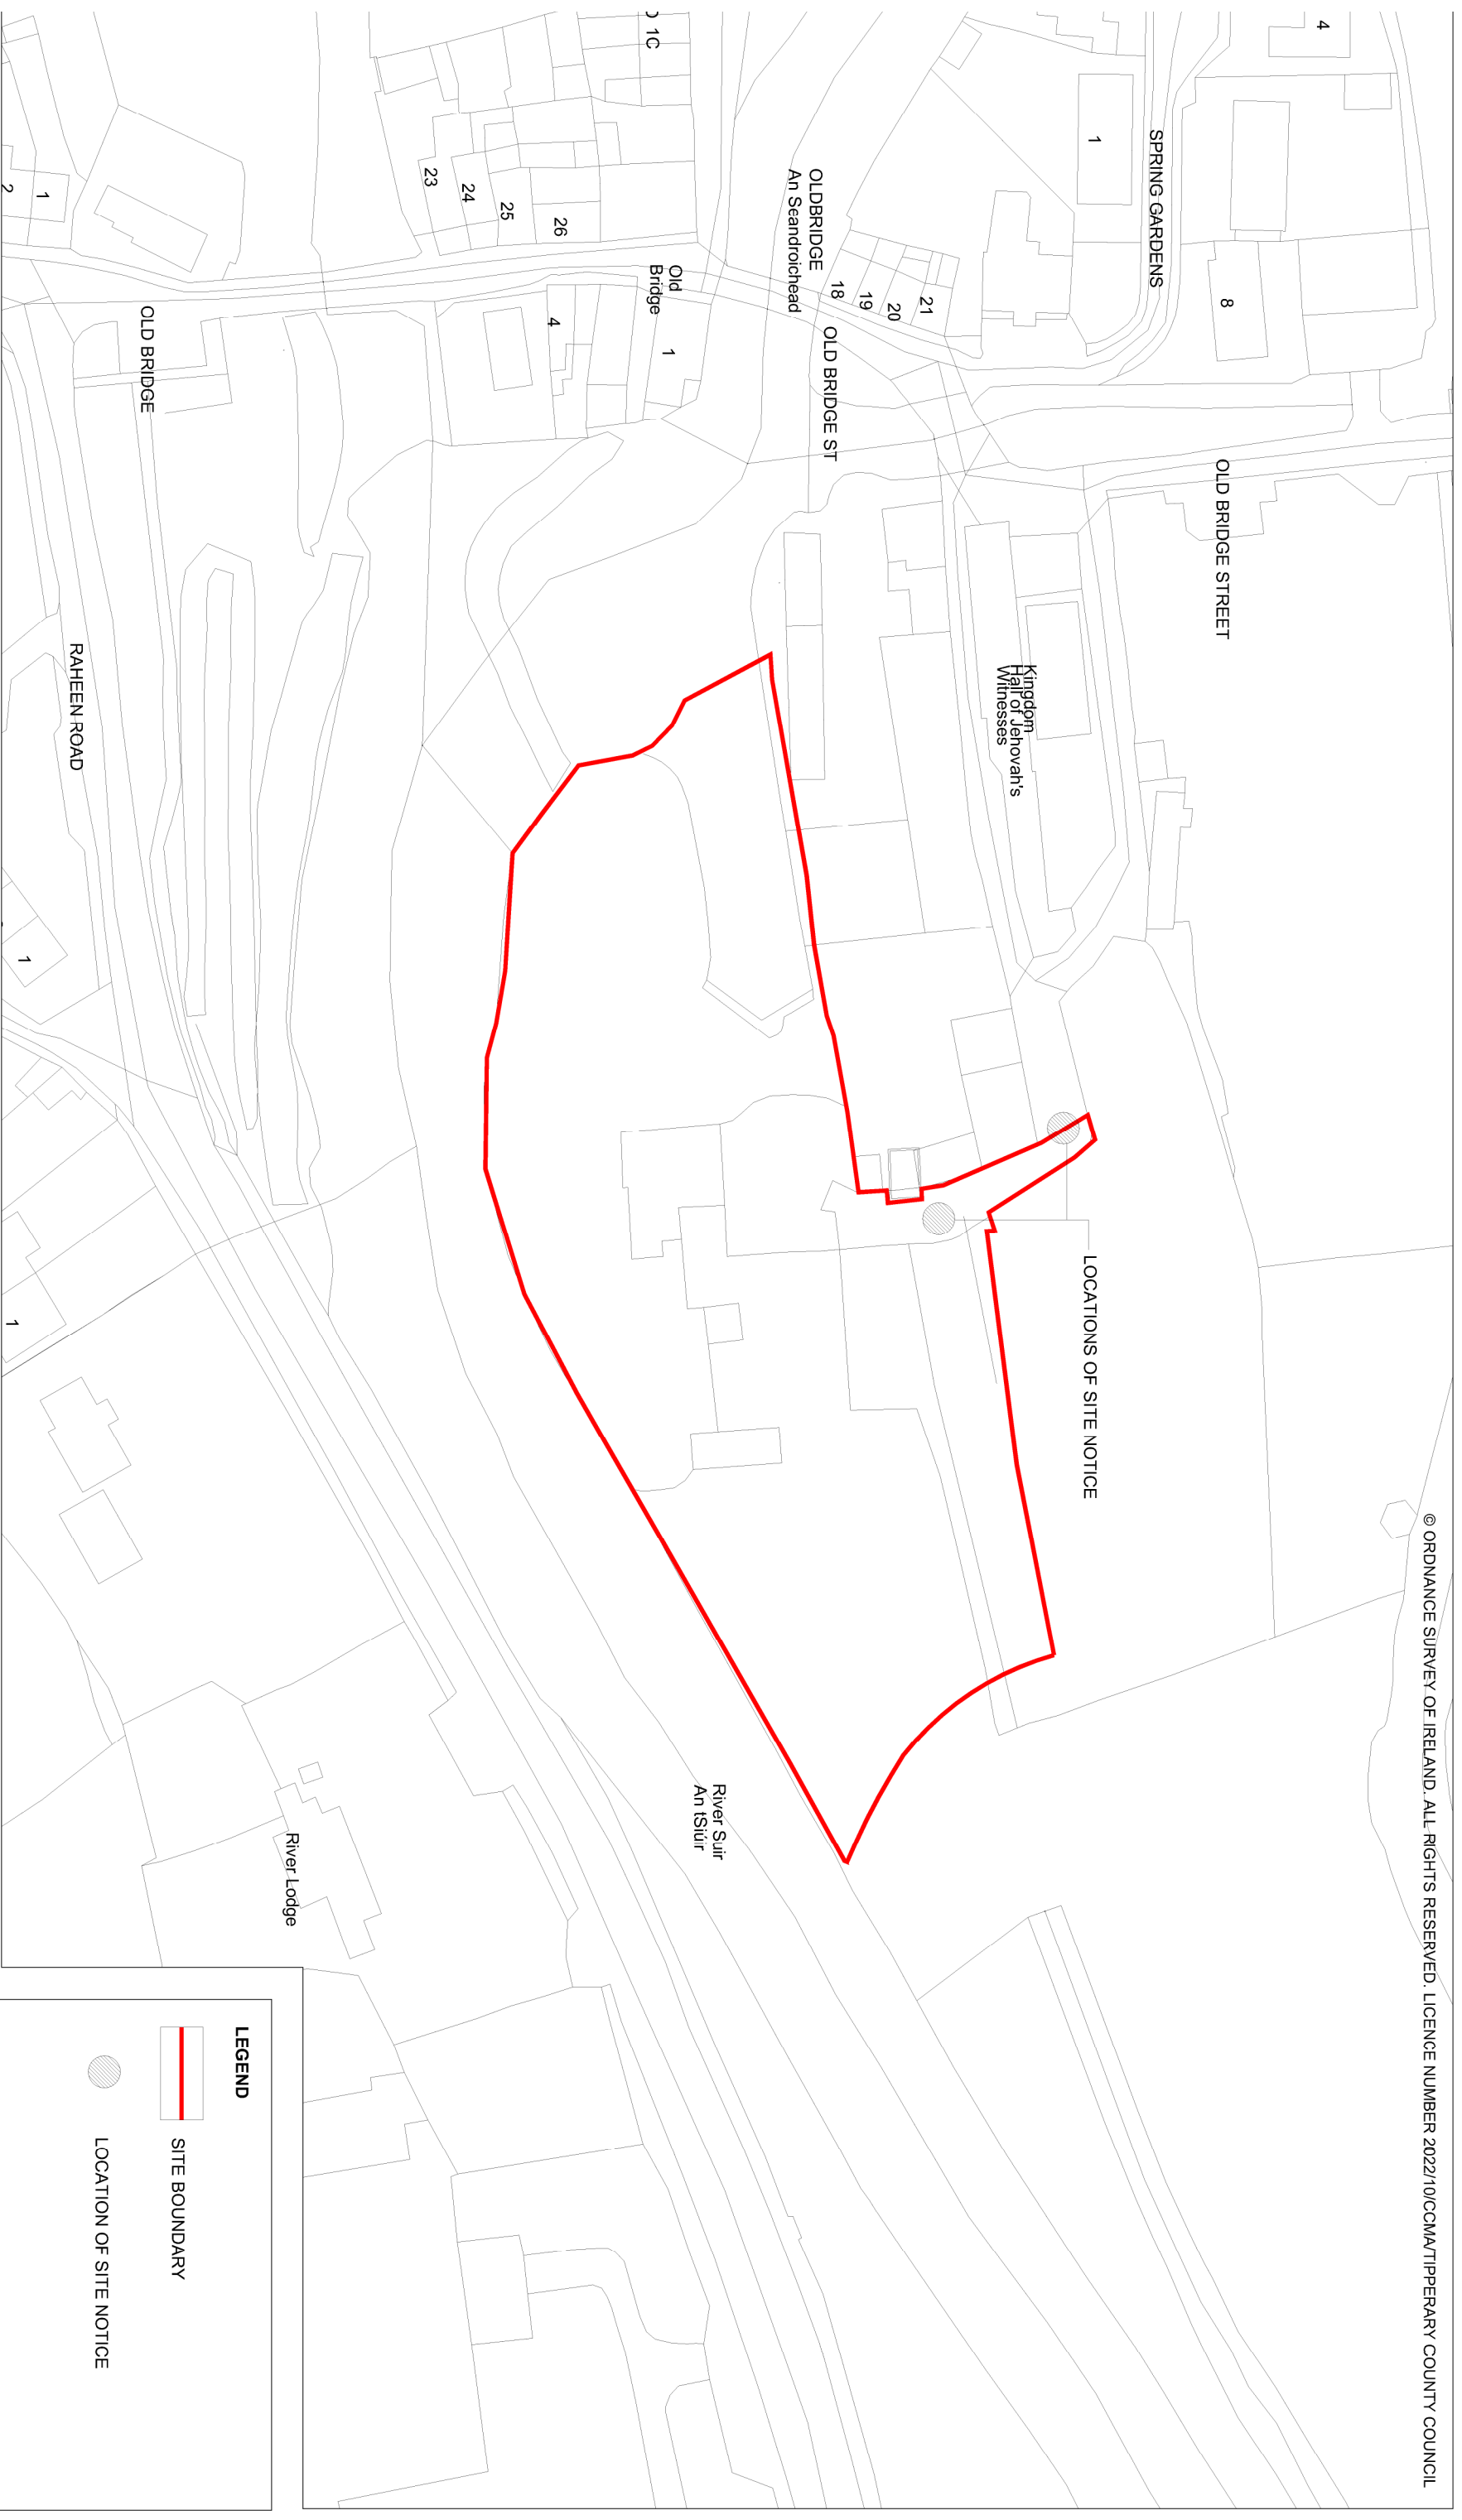 © ORDNANCE SURVEY OF IRELAND. ALL RIGHTS RESERVED. LICENCE NUMBER 2022/10/CCMA/TIPPERARY COUNTY COUNCIL
4
8
SPRING GARDENS
1
OLD BRIDGE STREET
21
20
19
18
OLDBRIDGE
An Seandroichead
OLD BRIDGE ST
Kingdom
Hall of Jehovah's
Witnesses
LOCATIONS OF SITE NOTICE
1C
26
25
24
23
Old
Bridge
1
4
River Suir
An tSiúir
OLD BRIDGE
RAHEEN ROAD
1
2
1
1
River Lodge
LEGEND
SITE BOUNDARY
LOCATION OF SITE NOTICE